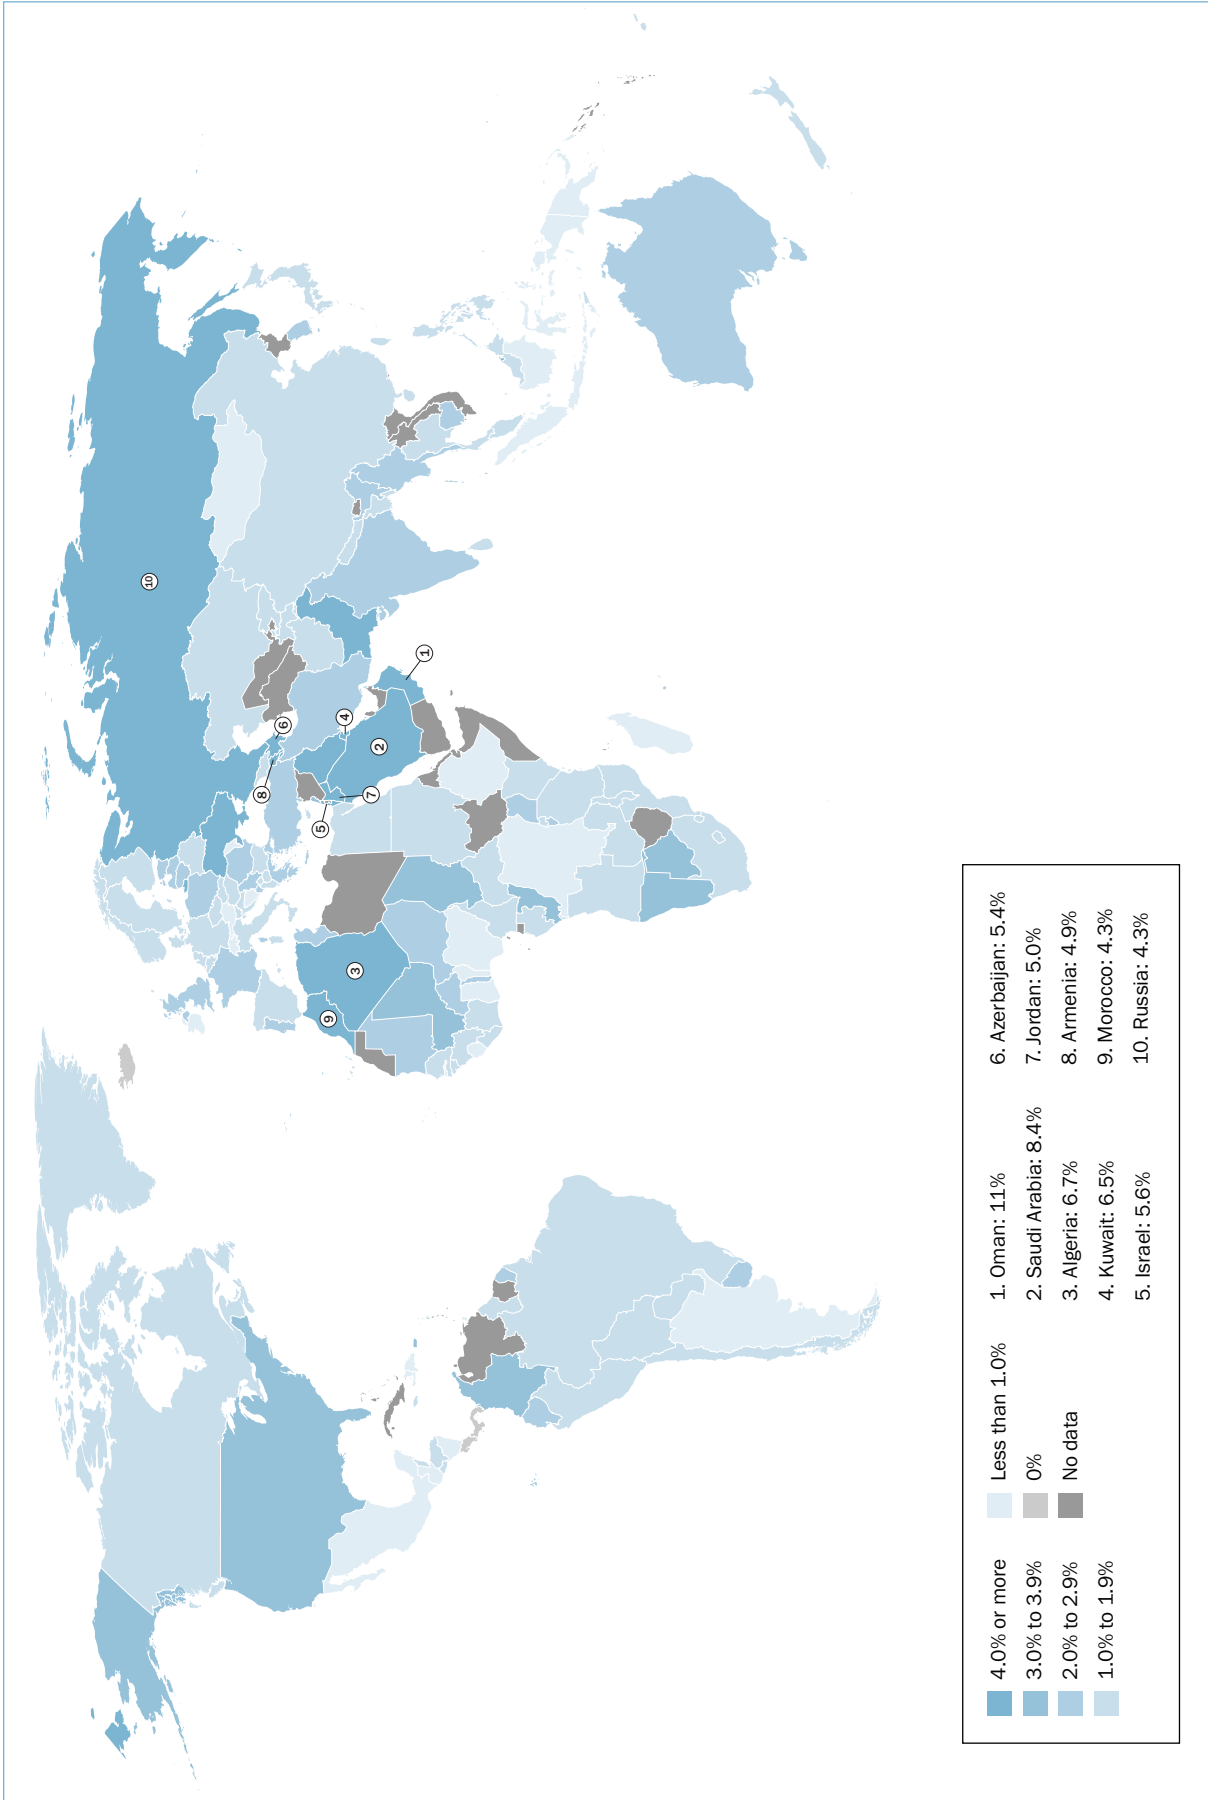 10
6
4
1
2
8
7
5
3
9
4.0% or more
3.0% to 3.9%
2.0% to 2.9%
1.0% to 1.9%
Less than 1.0%
0%
No data
1. Oman: 11%
2. Saudi Arabia: 8.4%
3. Algeria: 6.7%
4. Kuwait: 6.5%
5. Israel: 5.6%
6. Azerbaijan: 5.4%
7. Jordan: 5.0%
8. Armenia: 4.9%
9. Morocco: 4.3%
10. Russia: 4.3%